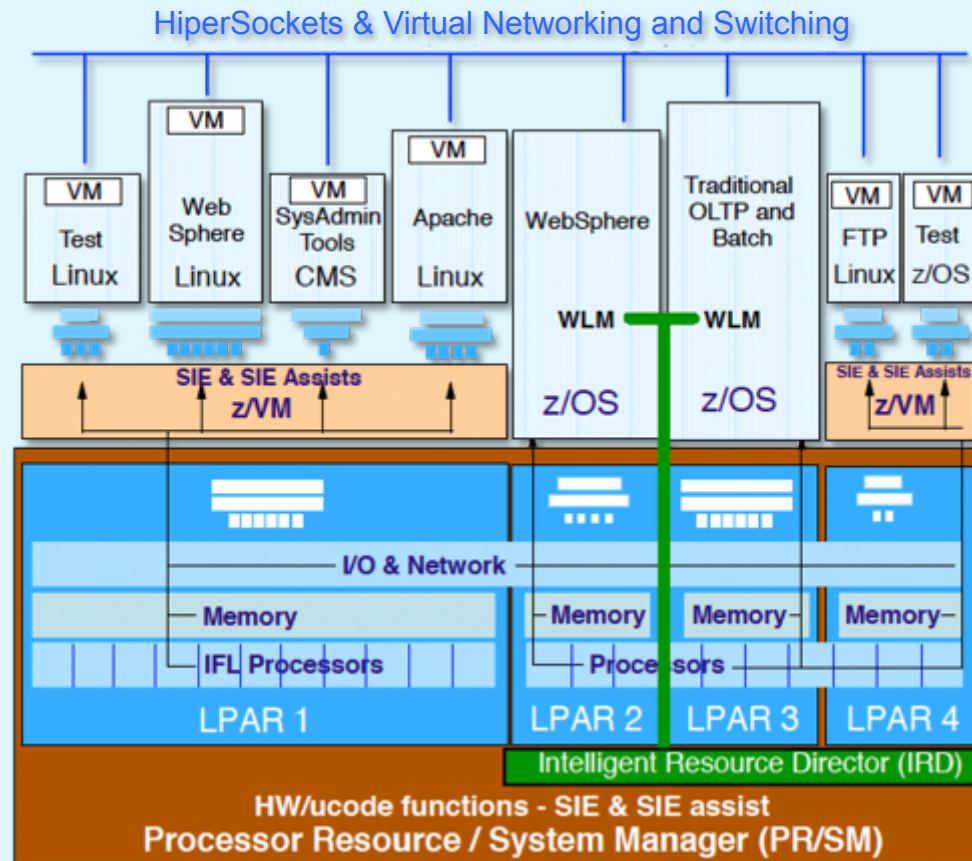 HiperSockets & Virtual Networking and Switching
VM
Test
Linux
VM
Web
Sphere
Linux
VM
SysAdmin
Tools
CMS
VM
Apache
Linux
WebSphere
WLM
z/OS
Traditional
OLTP and
Batch
WLM
z/OS
VM
FTP
Linux
VM
Test
z/OS
SIE & SIE Assists
z/VM
SIE & SIE Assists
z/VM
I/O & Network
Memory
Memory
Memory
Memory
IFL Processors
Processors
LPAR 1
LPAR 2
LPAR 3
LPAR 4
Intelligent Resource Director (IRD)
HW/ucode functions - SIE & SIE assist
Processor Resource / System Manager (PR/SM)